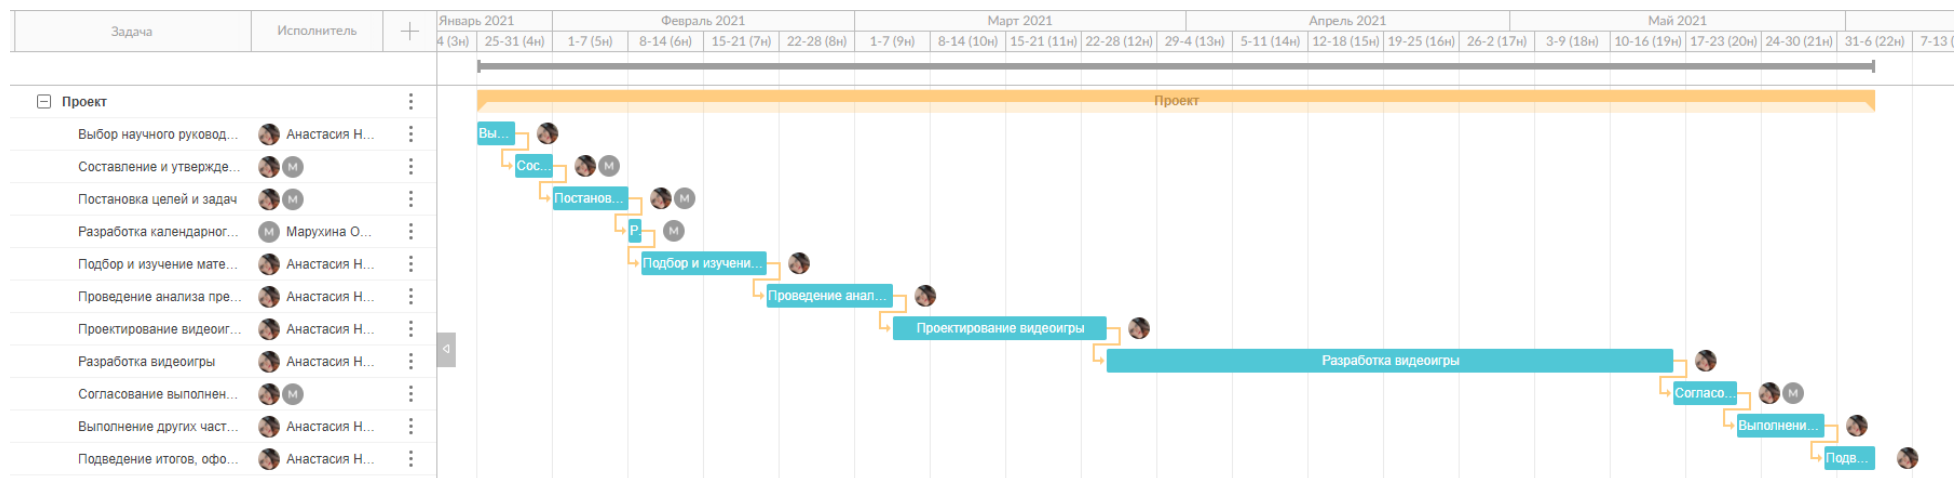 Задача Исполнитель
Январь 2021 Февраль 2021 Март 2021 Апрель 2021 Май 2021
4 (3н) 25-31 (4н) 1-7 (5н) 8-14 (6н) 15-21 (7н) 22-28 (8н) 1-7 (9н) 8-14 (10н) 15-21 (11н) 22-28 (12н) 29-4 (13н) 5-11 (14н) 12-18 (15н) 19-25 (16н) 26-2 (17н) 3-9 (18н) 10-16 (19н) 17-23 (20н) 24-30 (21н) 31-6 (22н) 7-13 (
Проект Проект
Выбор научного руковод... Анастасия Н... Вы...
Составление и утвержде... М Сос... М
Постановка целей и задач М Постанов... М
Разработка календарног... М Марухина О... Р. М
Подбор и изучение мате... Анастасия Н... Подбор и изучени...
Проведение анализа пре... Анастасия Н... Проведение анал...
Проектирование видеоиг... Анастасия Н... Проектирование видеоигры
Разработка видеоигры Анастасия Н... Разработка видеоигры
Согласование выполнен... М Согласо... М
Выполнение других част... Анастасия Н... Выполнени...
Подведение итогов, офо... Анастасия Н... Подв...